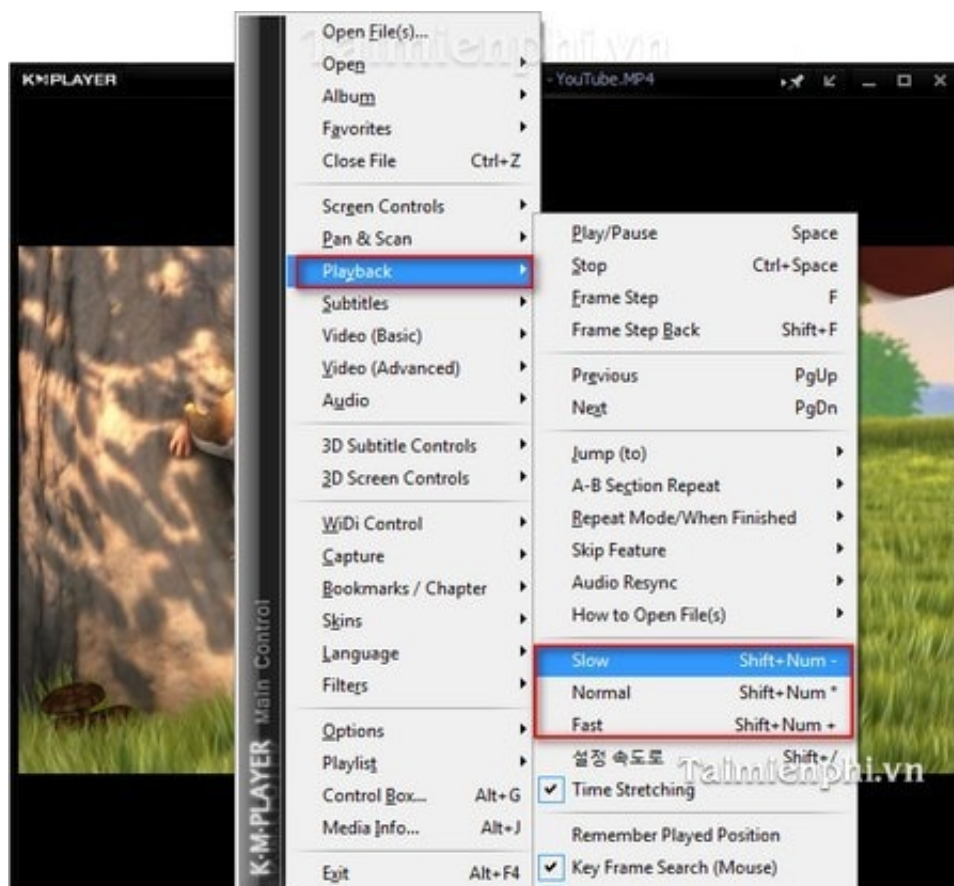 Taimienphi.vn
KMPLAYER
- YouTube.MP4
Open File(s)...
Open
Album
Favorites
Close File Ctrl+Z
Screen Controls
Pan & Scan
Playback
Subtitles
Video (Basic)
Video (Advanced)
Audio
3D Subtitle Controls
3D Screen Controls
WiDi Control
Capture
Bookmarks / Chapter
Skins
Language
Filters
Options
Playlist
Control Box... Alt+G
Media Info... Alt+J
Exit Alt+F4
K·M·PLAYER Main Control
Play/Pause Space
Stop Ctrl+Space
Frame Step F
Frame Step Back Shift+F
Previous PgUp
Next PgDn
Jump (to)
A-B Section Repeat
Repeat Mode/When Finished
Skip Feature
Audio Resync
How to Open File(s)
Slow Shift+Num -
Normal Shift+Num *
Fast Shift+Num +
설정 속도로 Shift+/
Taimienphi.vn
Time Stretching
Remember Played Position
Key Frame Search (Mouse)